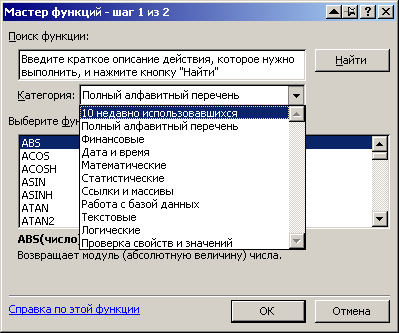 Мастер функций - шаг 1 из 2
Поиск функции:
Введите краткое описание действия, которое нужно
выполнить, и нажмите кнопку "Найти"
Найти
Категория:
Полный алфавитный перечень
10 недавно использовавшихся
Полный алфавитный перечень
Финансовые
Дата и время
Математические
Статистические
Ссылки и массивы
Работа с базой данных
Текстовые
Логические
Проверка свойств и значений
Выберите
ABS
ACOS
ACOSH
ASIN
ASINH
ATAN
ATAN2
ABS(число)
Возвращает модуль (абсолютную величину) числа.
Справка по этой функции
ОК
Отмена